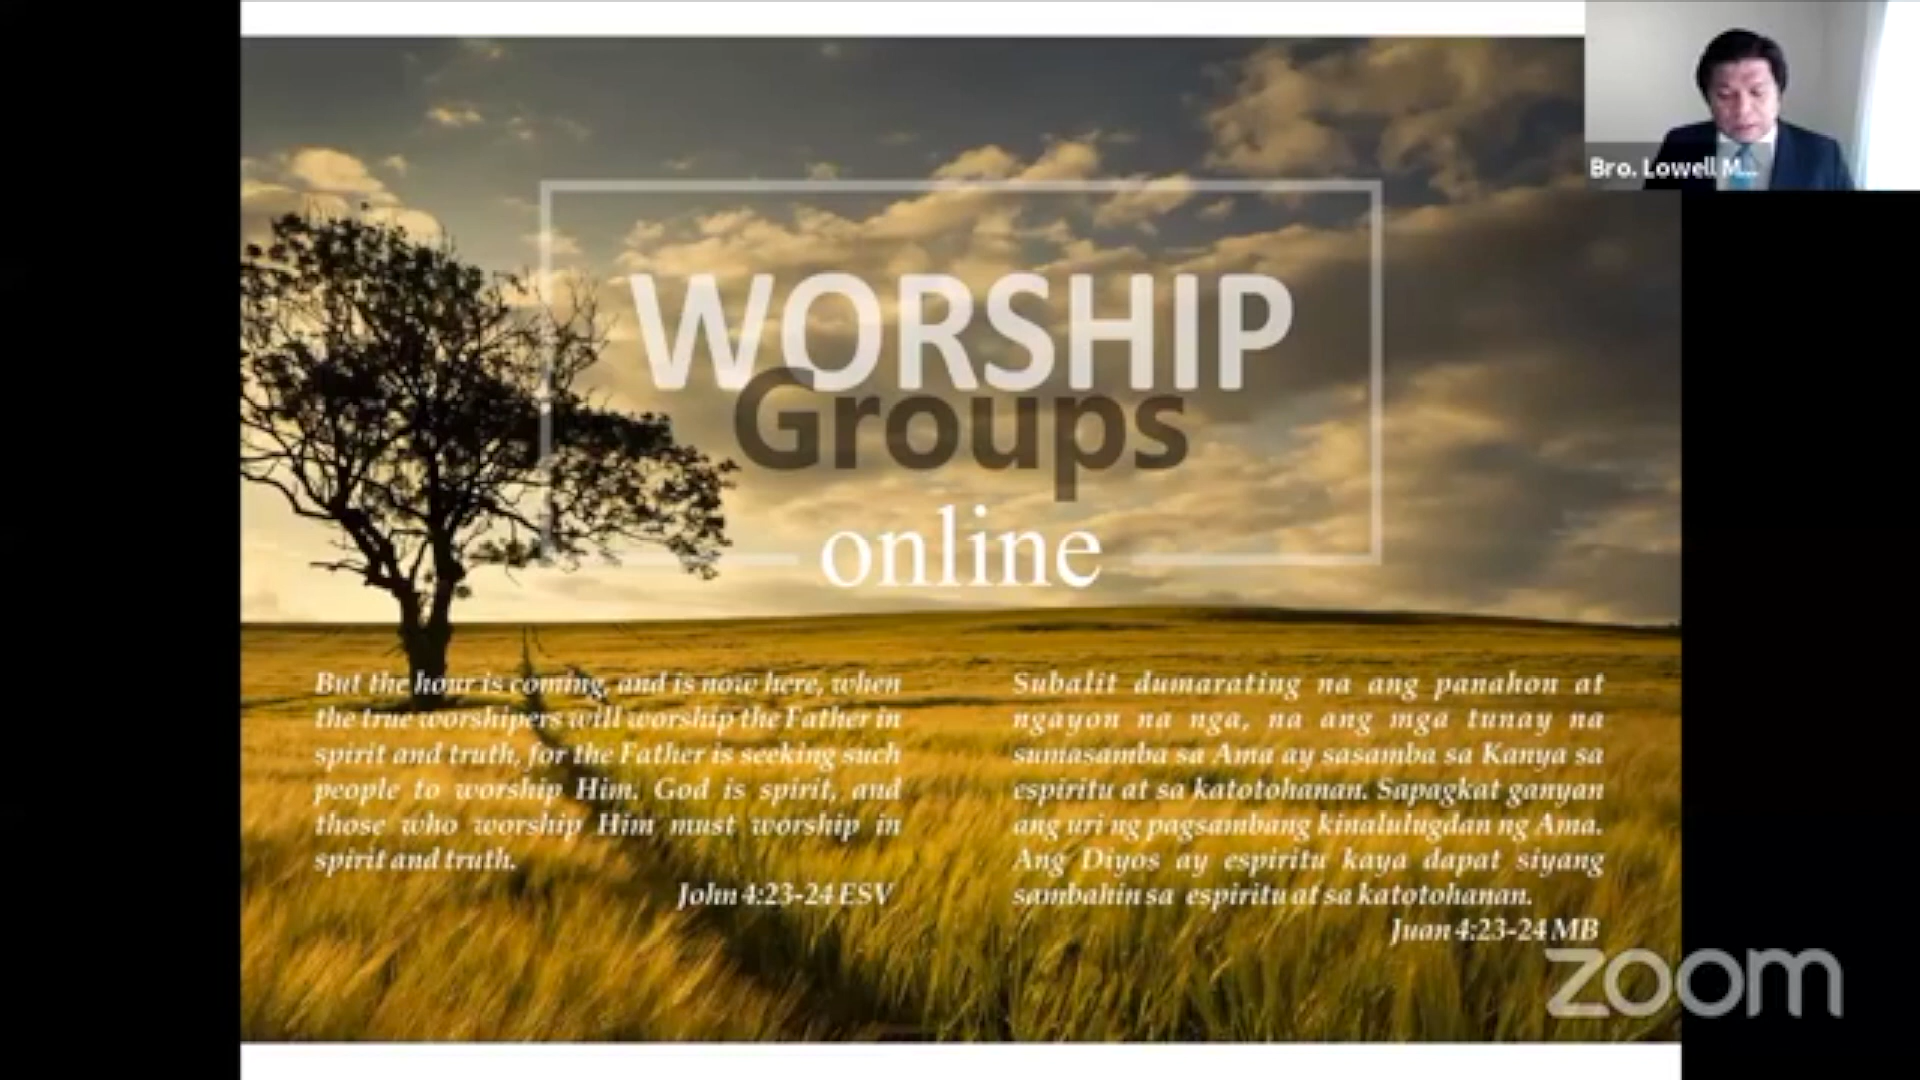 Bro. Lowell M...
WORSHIP
Groups
online
But the hour is coming, and is now here, when
the true worshipers will worship the Father in
spirit and truth, for the Father is seeking such
people to worship Him. God is spirit, and
those who worship Him must worship in
spirit and truth.
John 4:23-24 ESV
Subalit dumarating na ang panahon at
ngayon na nga, na ang mga tunay na
sumasamba sa Ama ay sasamba sa Kanya sa
espiritu at sa katotohanan. Sapagkat ganyan
ang uri ng pagsambang kinalulugdan ng Ama.
Ang Diyos ay espiritu kaya dapat siyang
sambahin sa espiritu at sa katotohanan.
Juan 4:23-24 MB
zoom